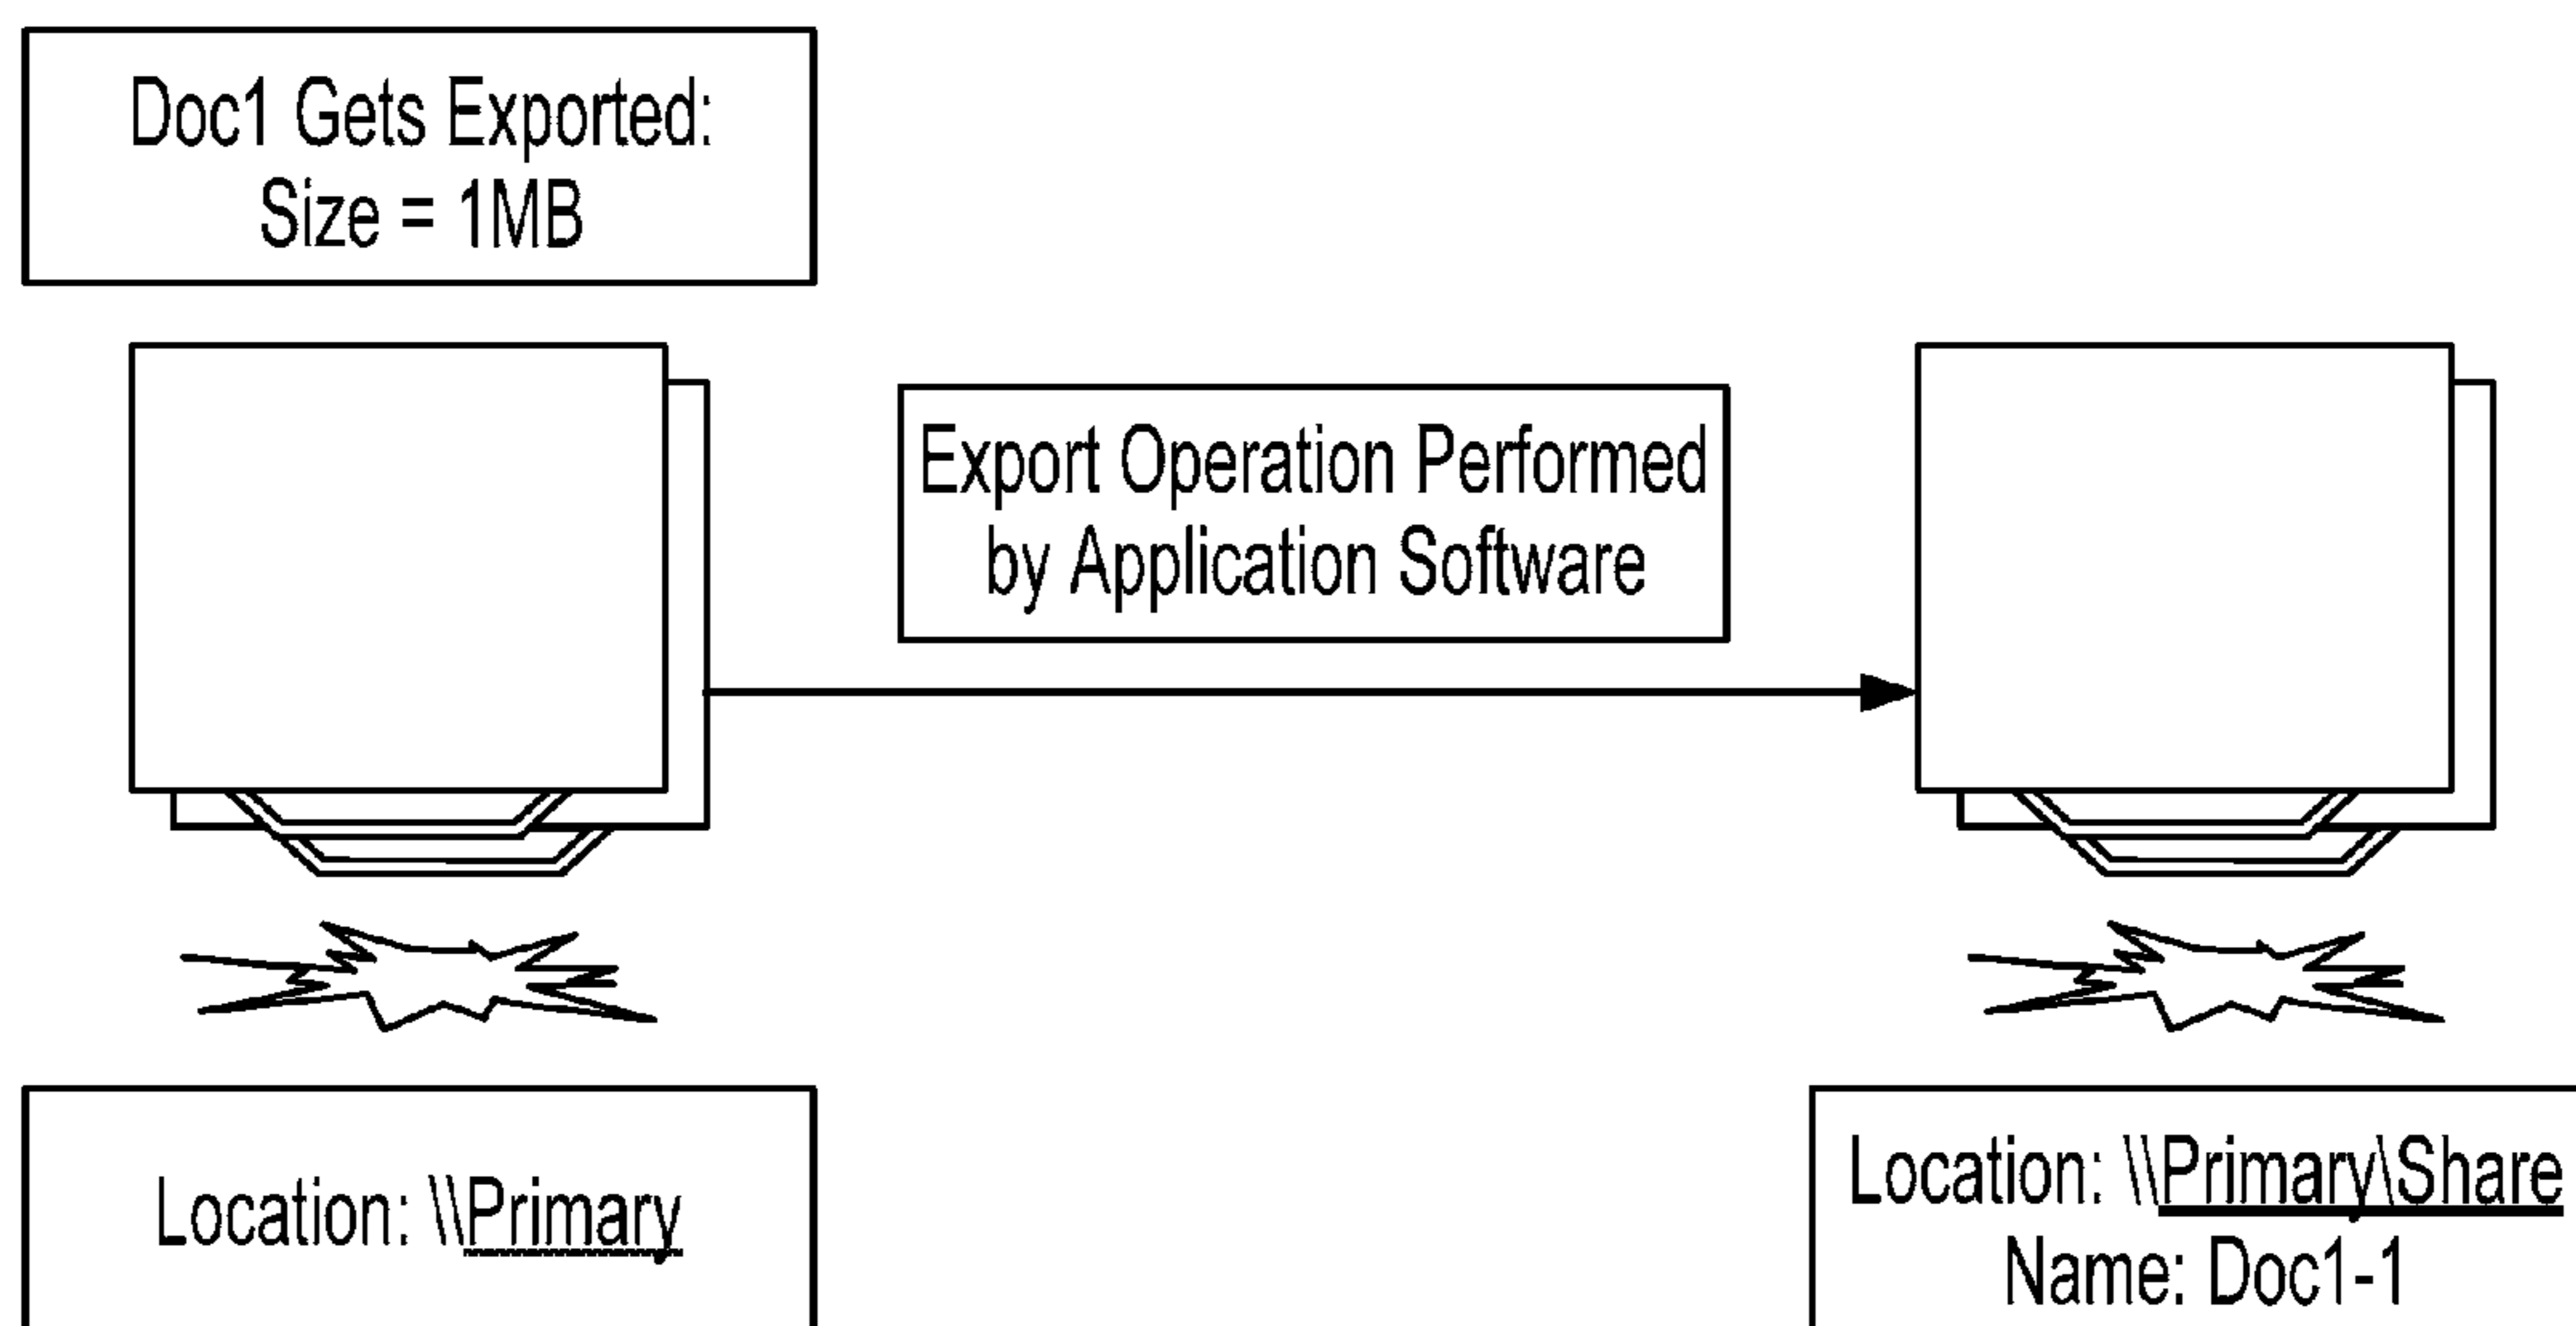 Doc1 Gets Exported:
Size = 1MB
Export Operation Performed
by Application Software
Location: \\Primary
Location: \\Primary\Share
Name: Doc1-1